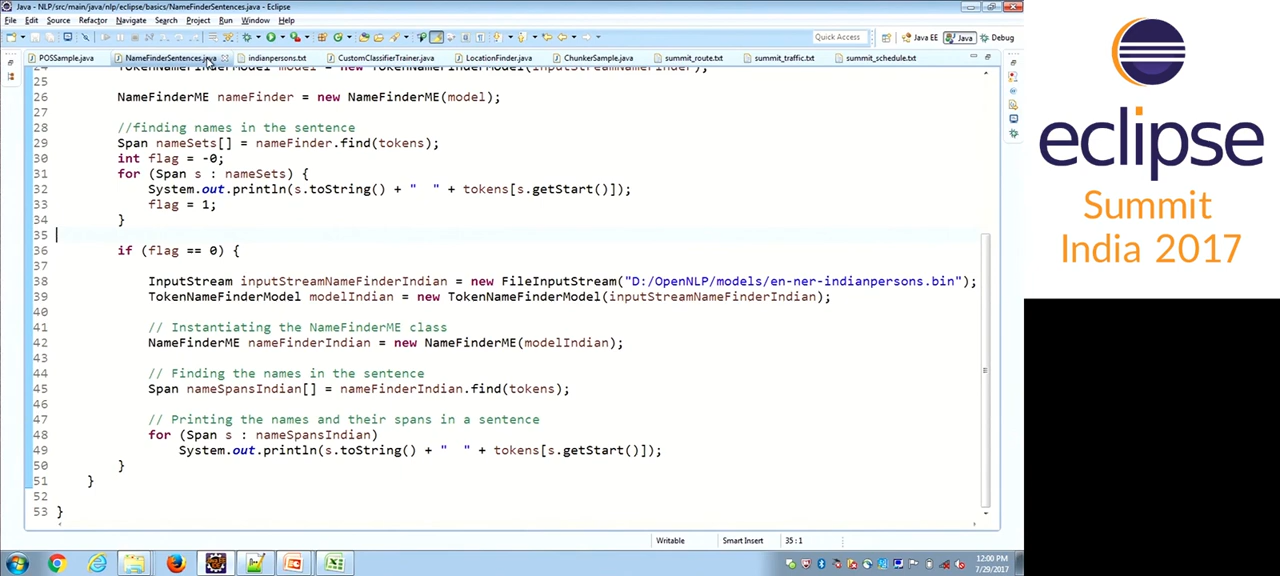 Java - NLP/src/main/java/nlp/eclipse/basics/NameFinderSentences.java - Eclipse
File Edit Source Refactor Navigate Search Project Run Window Help
Quick Access Java EE Java Debug
POSSample.java NameFinderSentences.java indianpersons.txt CustomClassifierTrainer.java LocationFinder.java ChunkerSample.java summit_route.txt summit_traffic.txt summit_schedule.txt
24 TokenNameFinderModel model = new TokenNameFinderModel(inputStreamNameFinder);
25
26 NameFinderME nameFinder = new NameFinderME(model);
27
28 //finding names in the sentence
29 Span nameSets[] = nameFinder.find(tokens);
30 int flag = -0;
31 for (Span s : nameSets) {
32 System.out.println(s.toString() + "  " + tokens[s.getStart()]);
33 flag = 1;
34 }
35
36 if (flag == 0) {
37
38 InputStream inputStreamNameFinderIndian = new FileInputStream("D:/OpenNLP/models/en-ner-indianpersons.bin");
39 TokenNameFinderModel modelIndian = new TokenNameFinderModel(inputStreamNameFinderIndian);
40
41 // Instantiating the NameFinderME class
42 NameFinderME nameFinderIndian = new NameFinderME(modelIndian);
43
44 // Finding the names in the sentence
45 Span nameSpansIndian[] = nameFinderIndian.find(tokens);
46
47 // Printing the names and their spans in a sentence
48 for (Span s : nameSpansIndian)
49 System.out.println(s.toString() + "  " + tokens[s.getStart()]);
50 }
51 }
52
53 }
Writable Smart Insert 35 : 1
12:00 PM
7/29/2017
eclipse
Summit
India 2017